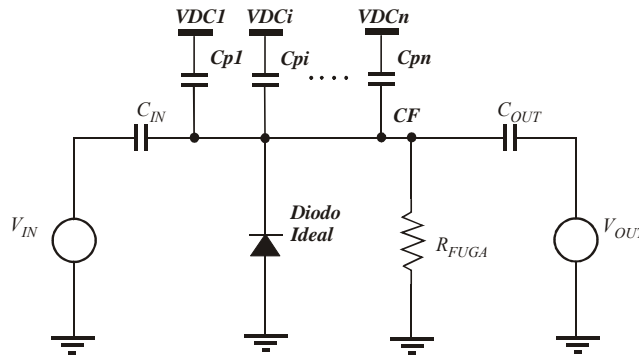 VDC1 VDCi VDCn
Cp1 Cpi .... Cpn
C_IN CF C_OUT
V_IN Diodo Ideal R_FUGA V_OUT